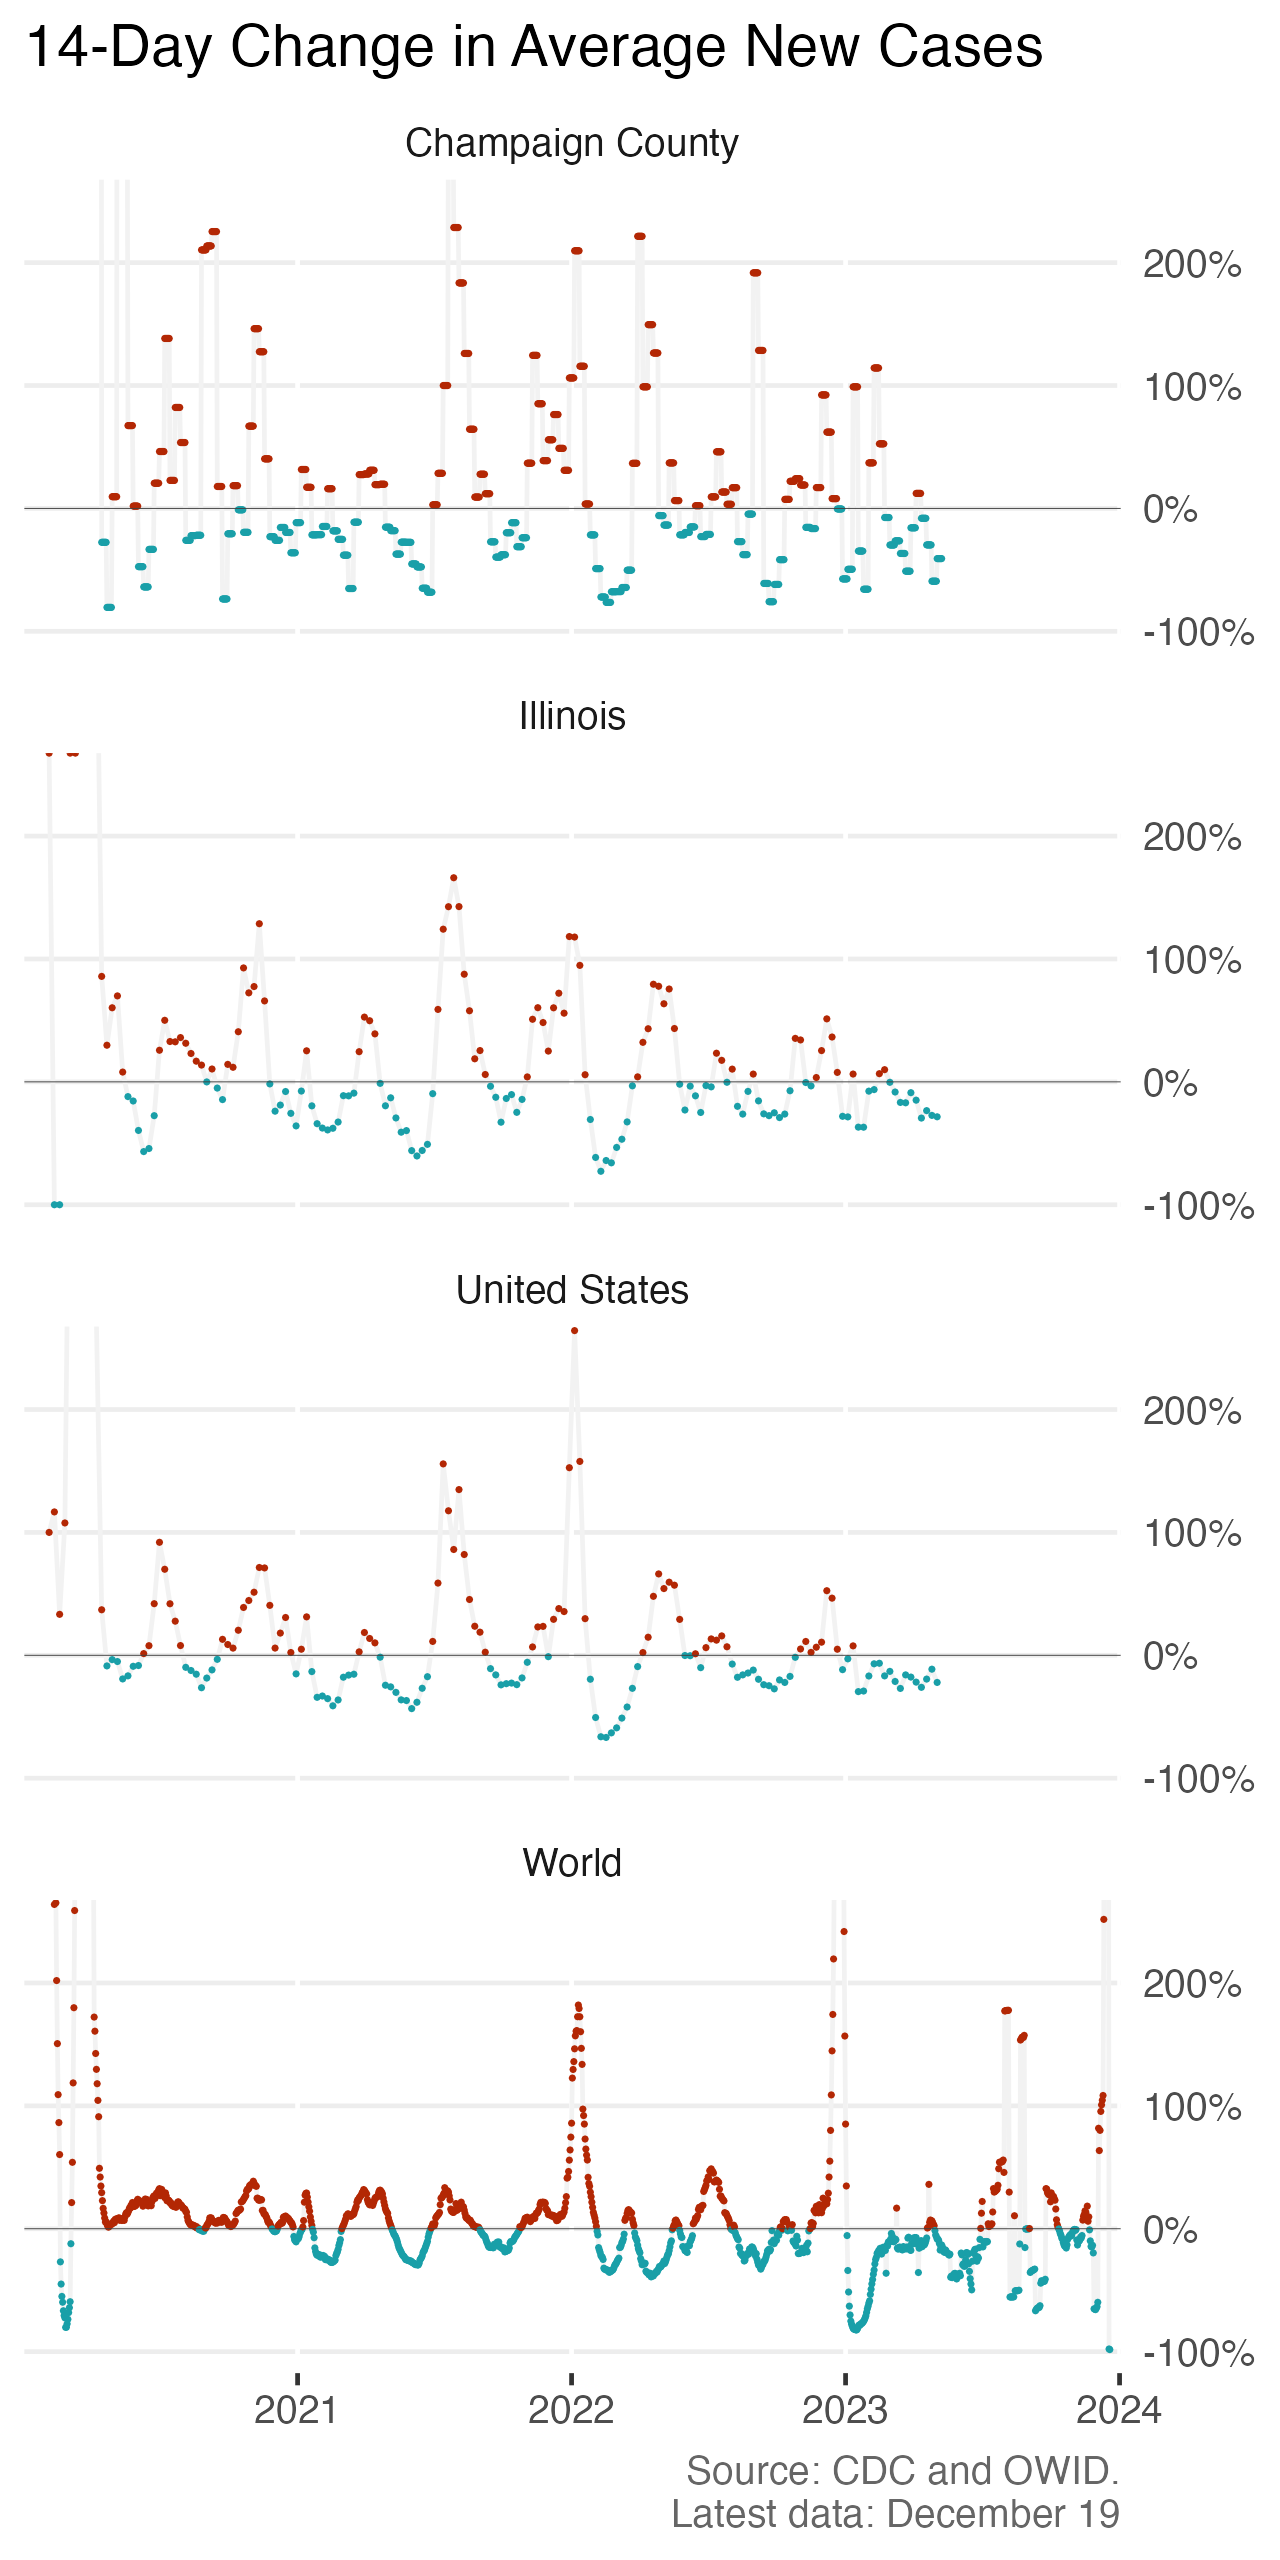 14-Day Change in Average New Cases
Champaign County
200%
100%
0%
-100%
Illinois
200%
100%
0%
-100%
United States
200%
100%
0%
-100%
World
200%
100%
0%
-100%
2021 2022 2023 2024
Source: CDC and OWID.
Latest data: December 19